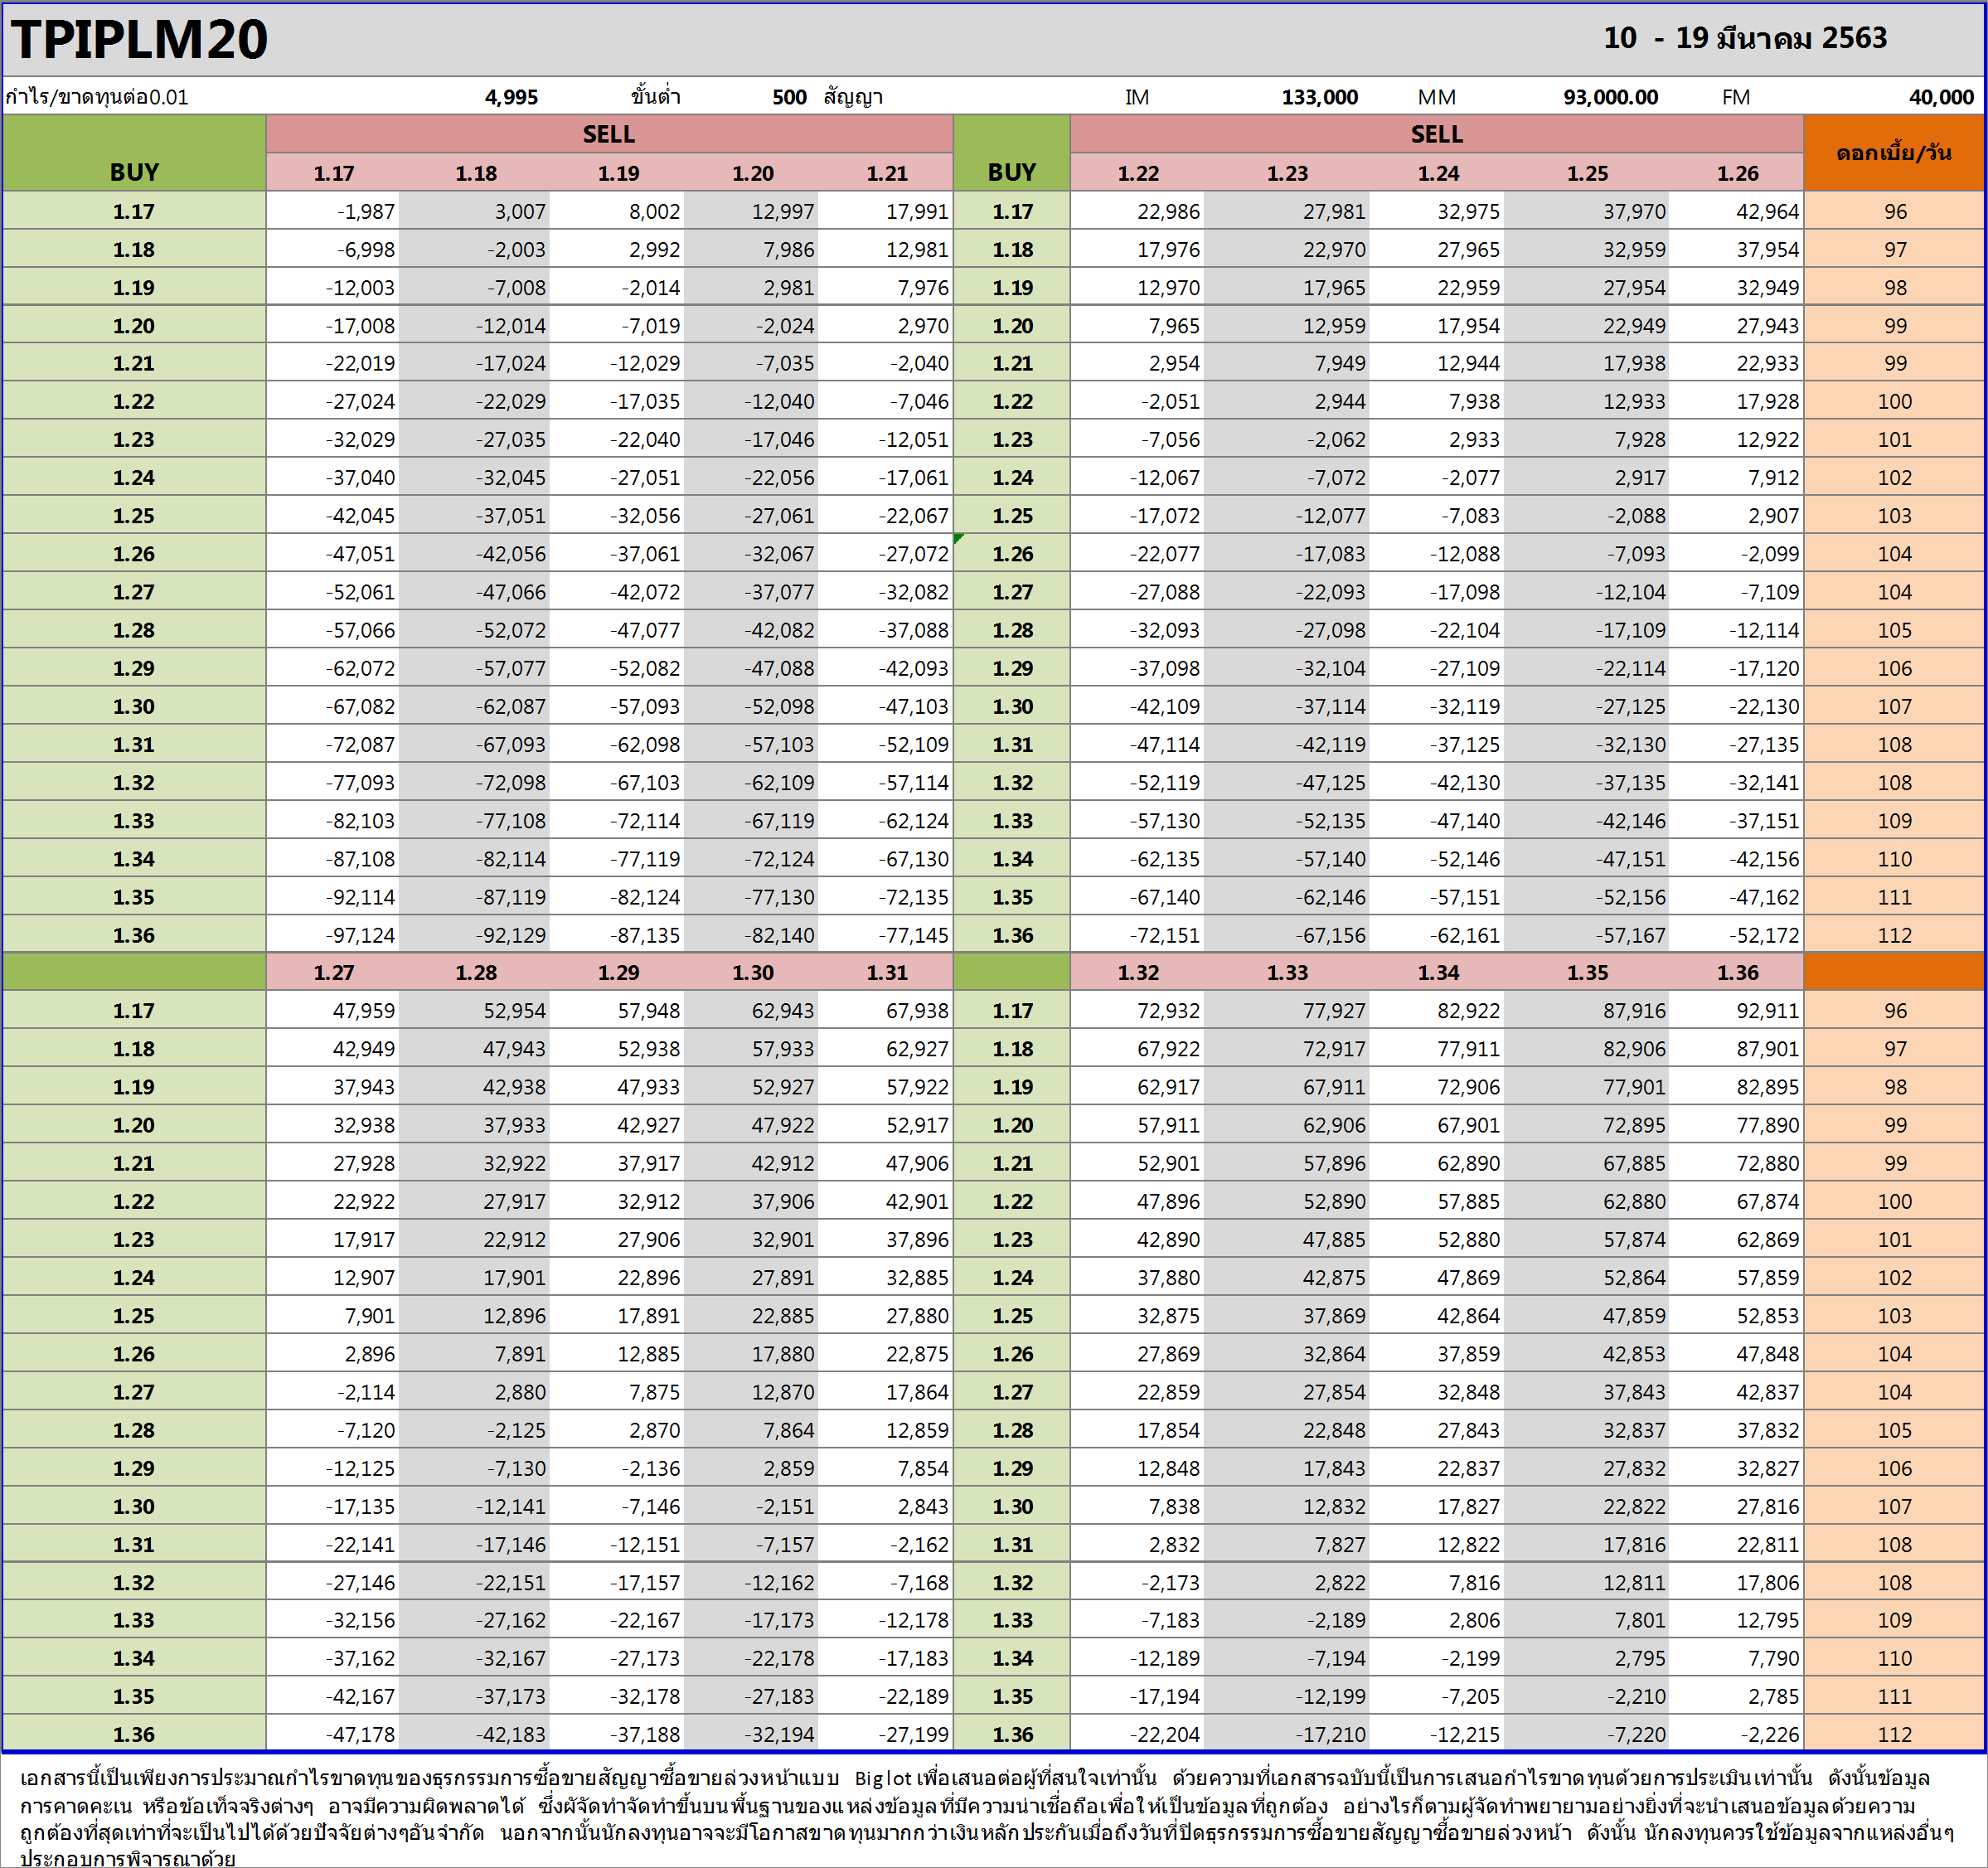 TPIPLM20 10 - 19 มีนาคม 2563
กำไร/ขาดทุนต่อ0.01 4,995 ขั้นต่ำ 500 สัญญา IM 133,000 MM 93,000.00 FM 40,000
SELL SELL
BUY 1.17 1.18 1.19 1.20 1.21 BUY 1.22 1.23 1.24 1.25 1.26 ดอกเบี้ย/วัน
1.17 -1,987 3,007 8,002 12,997 17,991 1.17 22,986 27,981 32,975 37,970 42,964 96
1.18 -6,998 -2,003 2,992 7,986 12,981 1.18 17,976 22,970 27,965 32,959 37,954 97
1.19 -12,003 -7,008 -2,014 2,981 7,976 1.19 12,970 17,965 22,959 27,954 32,949 98
1.20 -17,008 -12,014 -7,019 -2,024 2,970 1.20 7,965 12,959 17,954 22,949 27,943 99
1.21 -22,019 -17,024 -12,029 -7,035 -2,040 1.21 2,954 7,949 12,944 17,938 22,933 99
1.22 -27,024 -22,029 -17,035 -12,040 -7,046 1.22 -2,051 2,944 7,938 12,933 17,928 100
1.23 -32,029 -27,035 -22,040 -17,046 -12,051 1.23 -7,056 -2,062 2,933 7,928 12,922 101
1.24 -37,040 -32,045 -27,051 -22,056 -17,061 1.24 -12,067 -7,072 -2,077 2,917 7,912 102
1.25 -42,045 -37,051 -32,056 -27,061 -22,067 1.25 -17,072 -12,077 -7,083 -2,088 2,907 103
1.26 -47,051 -42,056 -37,061 -32,067 -27,072 1.26 -22,077 -17,083 -12,088 -7,093 -2,099 104
1.27 -52,061 -47,066 -42,072 -37,077 -32,082 1.27 -27,088 -22,093 -17,098 -12,104 -7,109 104
1.28 -57,066 -52,072 -47,077 -42,082 -37,088 1.28 -32,093 -27,098 -22,104 -17,109 -12,114 105
1.29 -62,072 -57,077 -52,082 -47,088 -42,093 1.29 -37,098 -32,104 -27,109 -22,114 -17,120 106
1.30 -67,082 -62,087 -57,093 -52,098 -47,103 1.30 -42,109 -37,114 -32,119 -27,125 -22,130 107
1.31 -72,087 -67,093 -62,098 -57,103 -52,109 1.31 -47,114 -42,119 -37,125 -32,130 -27,135 108
1.32 -77,093 -72,098 -67,103 -62,109 -57,114 1.32 -52,119 -47,125 -42,130 -37,135 -32,141 108
1.33 -82,103 -77,108 -72,114 -67,119 -62,124 1.33 -57,130 -52,135 -47,140 -42,146 -37,151 109
1.34 -87,108 -82,114 -77,119 -72,124 -67,130 1.34 -62,135 -57,140 -52,146 -47,151 -42,156 110
1.35 -92,114 -87,119 -82,124 -77,130 -72,135 1.35 -67,140 -62,146 -57,151 -52,156 -47,162 111
1.36 -97,124 -92,129 -87,135 -82,140 -77,145 1.36 -72,151 -67,156 -62,161 -57,167 -52,172 112
1.27 1.28 1.29 1.30 1.31 1.32 1.33 1.34 1.35 1.36
1.17 47,959 52,954 57,948 62,943 67,938 1.17 72,932 77,927 82,922 87,916 92,911 96
1.18 42,949 47,943 52,938 57,933 62,927 1.18 67,922 72,917 77,911 82,906 87,901 97
1.19 37,943 42,938 47,933 52,927 57,922 1.19 62,917 67,911 72,906 77,901 82,895 98
1.20 32,938 37,933 42,927 47,922 52,917 1.20 57,911 62,906 67,901 72,895 77,890 99
1.21 27,928 32,922 37,917 42,912 47,906 1.21 52,901 57,896 62,890 67,885 72,880 99
1.22 22,922 27,917 32,912 37,906 42,901 1.22 47,896 52,890 57,885 62,880 67,874 100
1.23 17,917 22,912 27,906 32,901 37,896 1.23 42,890 47,885 52,880 57,874 62,869 101
1.24 12,907 17,901 22,896 27,891 32,885 1.24 37,880 42,875 47,869 52,864 57,859 102
1.25 7,901 12,896 17,891 22,885 27,880 1.25 32,875 37,869 42,864 47,859 52,853 103
1.26 2,896 7,891 12,885 17,880 22,875 1.26 27,869 32,864 37,859 42,853 47,848 104
1.27 -2,114 2,880 7,875 12,870 17,864 1.27 22,859 27,854 32,848 37,843 42,837 104
1.28 -7,120 -2,125 2,870 7,864 12,859 1.28 17,854 22,848 27,843 32,837 37,832 105
1.29 -12,125 -7,130 -2,136 2,859 7,854 1.29 12,848 17,843 22,837 27,832 32,827 106
1.30 -17,135 -12,141 -7,146 -2,151 2,843 1.30 7,838 12,832 17,827 22,822 27,816 107
1.31 -22,141 -17,146 -12,151 -7,157 -2,162 1.31 2,832 7,827 12,822 17,816 22,811 108
1.32 -27,146 -22,151 -17,157 -12,162 -7,168 1.32 -2,173 2,822 7,816 12,811 17,806 108
1.33 -32,156 -27,162 -22,167 -17,173 -12,178 1.33 -7,183 -2,189 2,806 7,801 12,795 109
1.34 -37,162 -32,167 -27,173 -22,178 -17,183 1.34 -12,189 -7,194 -2,199 2,795 7,790 110
1.35 -42,167 -37,173 -32,178 -27,183 -22,189 1.35 -17,194 -12,199 -7,205 -2,210 2,785 111
1.36 -47,178 -42,183 -37,188 -32,194 -27,199 1.36 -22,204 -17,210 -12,215 -7,220 -2,226 112
เอกสารนี้เป็นเพียงการประมาณกำไรขาดทุนของธุรกรรมการซื้อขายสัญญาซื้อขายล่วงหน้าแบบ Big lot เพื่อเสนอต่อผู้ที่สนใจเท่านั้น ด้วยความที่เอกสารฉบับนี้เป็นการเสนอกำไรขาดทุนด้วยการประเมินเท่านั้น ดังนั้นข้อมูล
การคาดคะเน หรือข้อเท็จจริงต่างๆ อาจมีความผิดพลาดได้ ซึ่งผัจัดทำจัดทำขึ้นบนพื้นฐานของแหล่งข้อมูลที่มีความน่าเชื่อถือเพื่อให้เป็นข้อมูลที่ถูกต้อง อย่างไรก็ตามผู้จัดทำพยายามอย่างยิ่งที่จะนำเสนอข้อมูลด้วยความ
ถูกต้องที่สุดเท่าที่จะเป็นไปได้ด้วยปัจจัยต่างๆอันจำกัด นอกจากนั้นนักลงทุนอาจจะมีโอกาสขาดทุนมากกว่าเงินหลักประกันเมื่อถึงวันที่ปิดธุรกรรมการซื้อขายสัญญาซื้อขายล่วงหน้า ดังนั้น นักลงทุนควรใช้ข้อมูลจากแหล่งอื่นๆ
ประกอบการพิจารณาด้วย